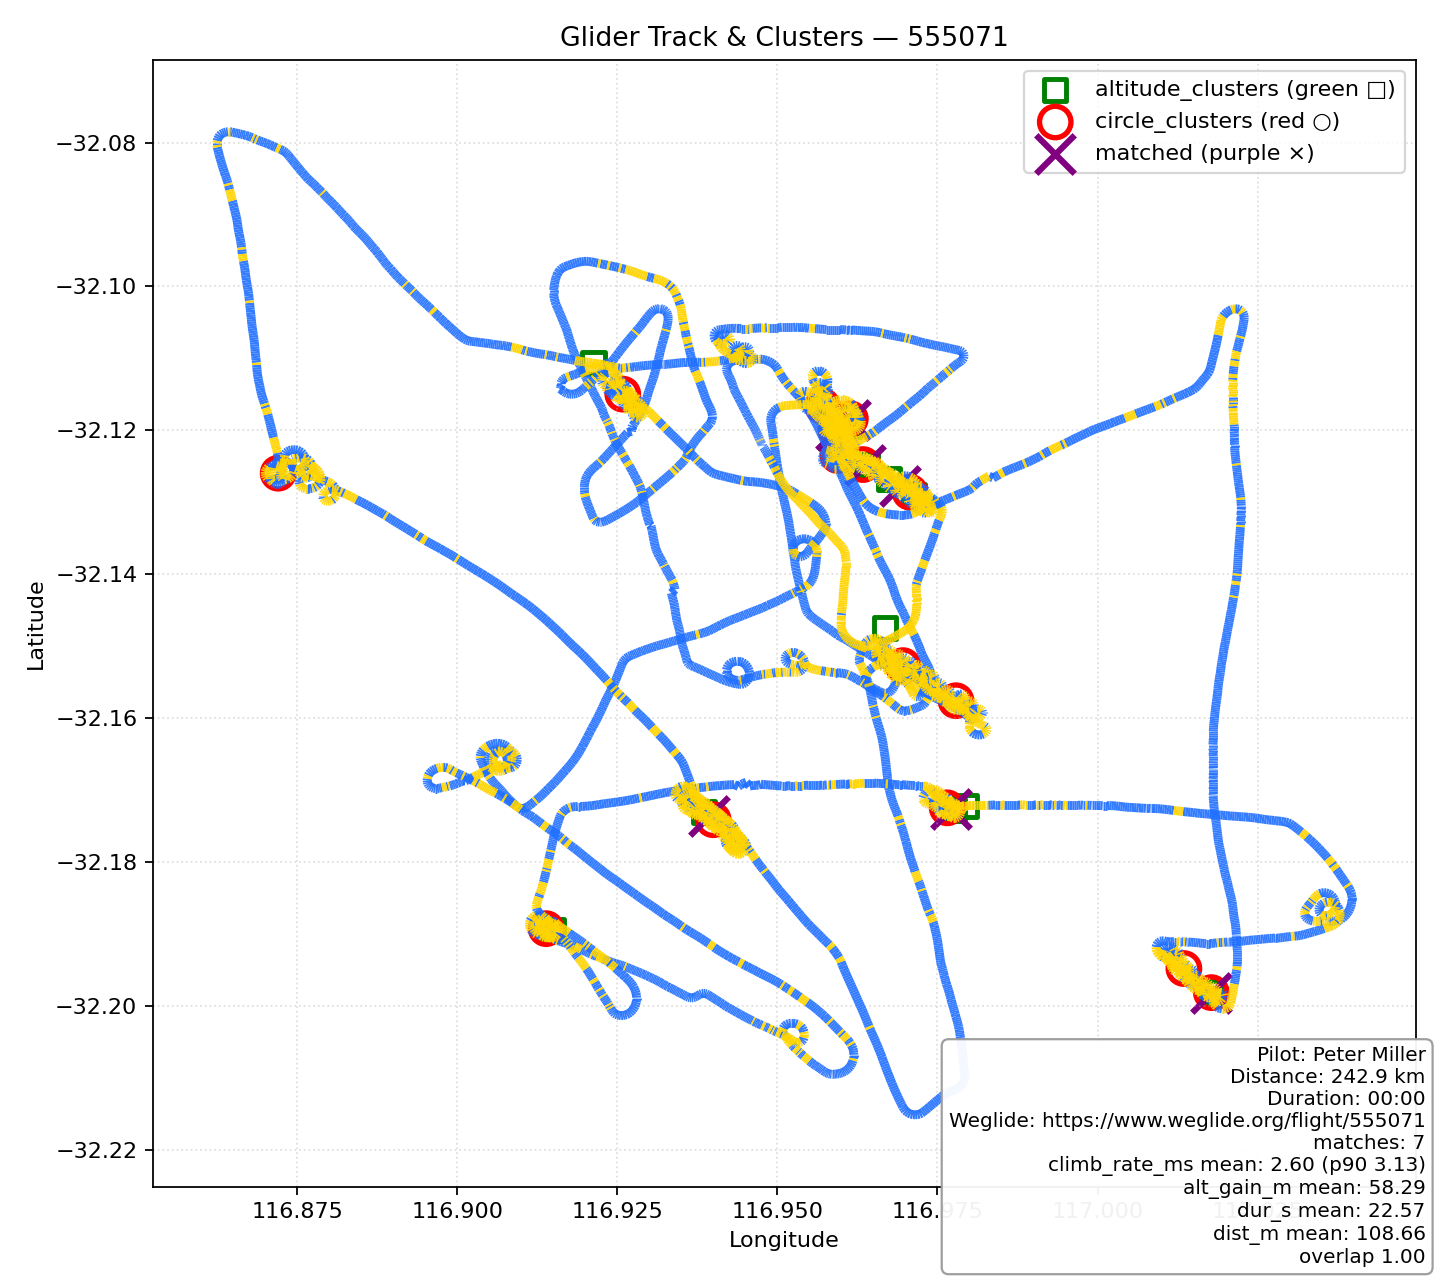 Glider Track & Clusters — 555071
altitude_clusters (green □)
circle_clusters (red ○)
matched (purple ×)
−32.08
−32.10
−32.12
−32.14
−32.16
−32.18
−32.20
−32.22
Latitude
116.875
116.900
116.925
116.950
116.975
117.000
Longitude
Pilot: Peter Miller
Distance: 242.9 km
Duration: 00:00
Weglide: https://www.weglide.org/flight/555071
matches: 7
climb_rate_ms mean: 2.60 (p90 3.13)
alt_gain_m mean: 58.29
dur_s mean: 22.57
dist_m mean: 108.66
overlap 1.00